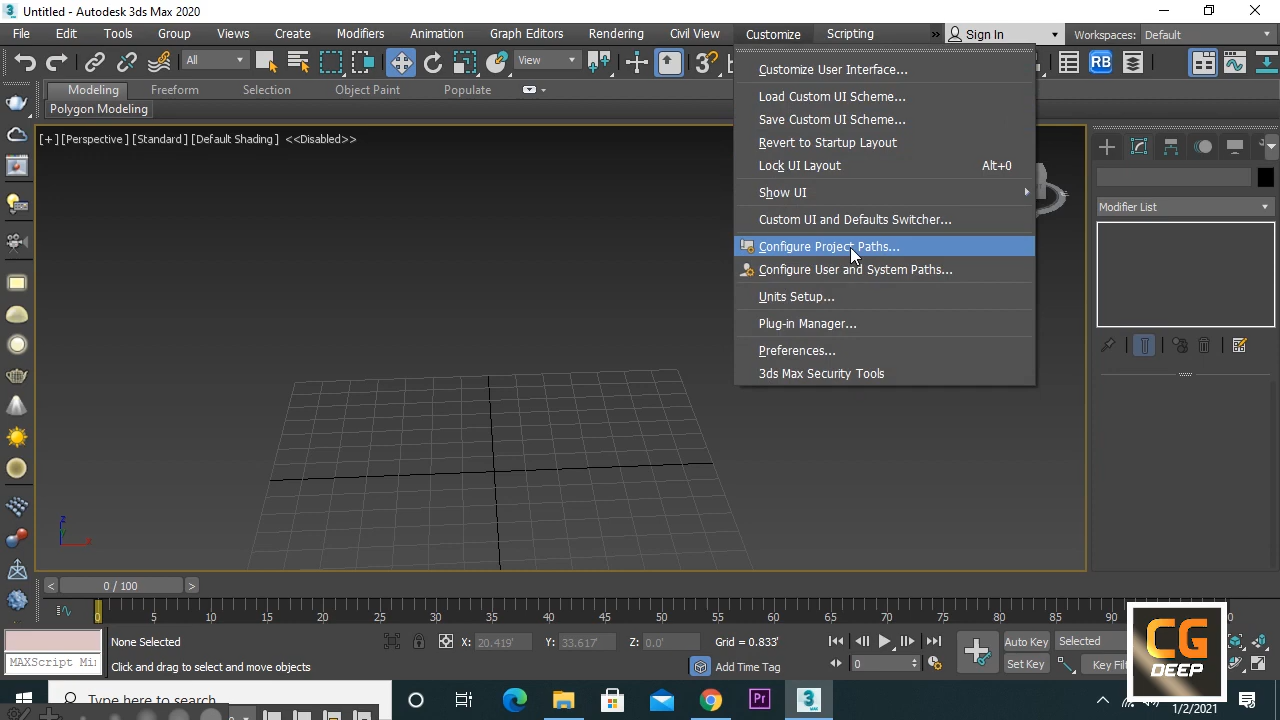 Untitled - Autodesk 3ds Max 2020
File Edit Tools Group Views Create Modifiers Animation Graph Editors Rendering Civil View Customize Scripting » Sign In Workspaces: Default
All View RB
Modeling Freeform Selection Object Paint Populate
Polygon Modeling
[+] [Perspective] [Standard] [Default Shading] <<Disabled>>
Customize User Interface...
Load Custom UI Scheme...
Save Custom UI Scheme...
Revert to Startup Layout
Lock UI Layout Alt+0
Show UI
Custom UI and Defaults Switcher...
Configure Project Paths...
Configure User and System Paths...
Units Setup...
Plug-in Manager...
Preferences...
3ds Max Security Tools
Modifier List
z
< 0 / 100 >
0 5 10 15 20 25 30 35 40 45 50 55 60 65 70 75 80 85 90
None Selected X: 20.419' Y: 33.617' Z: 0.0' Grid = 0.833' Auto Key Selected
MAXScript Mi Click and drag to select and move objects Add Time Tag 0 Set Key Key Fil
CG
DEEP
Type here to search Pr 3
1/2/2021